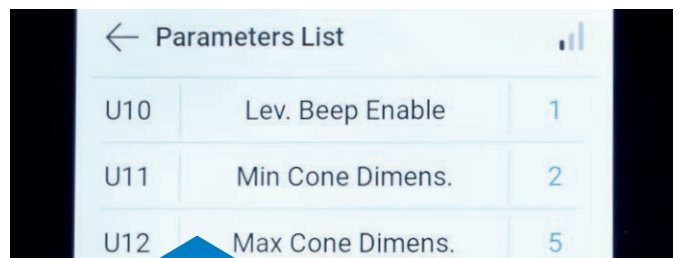 Parameters List
U10 Lev. Beep Enable 1
U11 Min Cone Dimens. 2
U12 Max Cone Dimens. 5